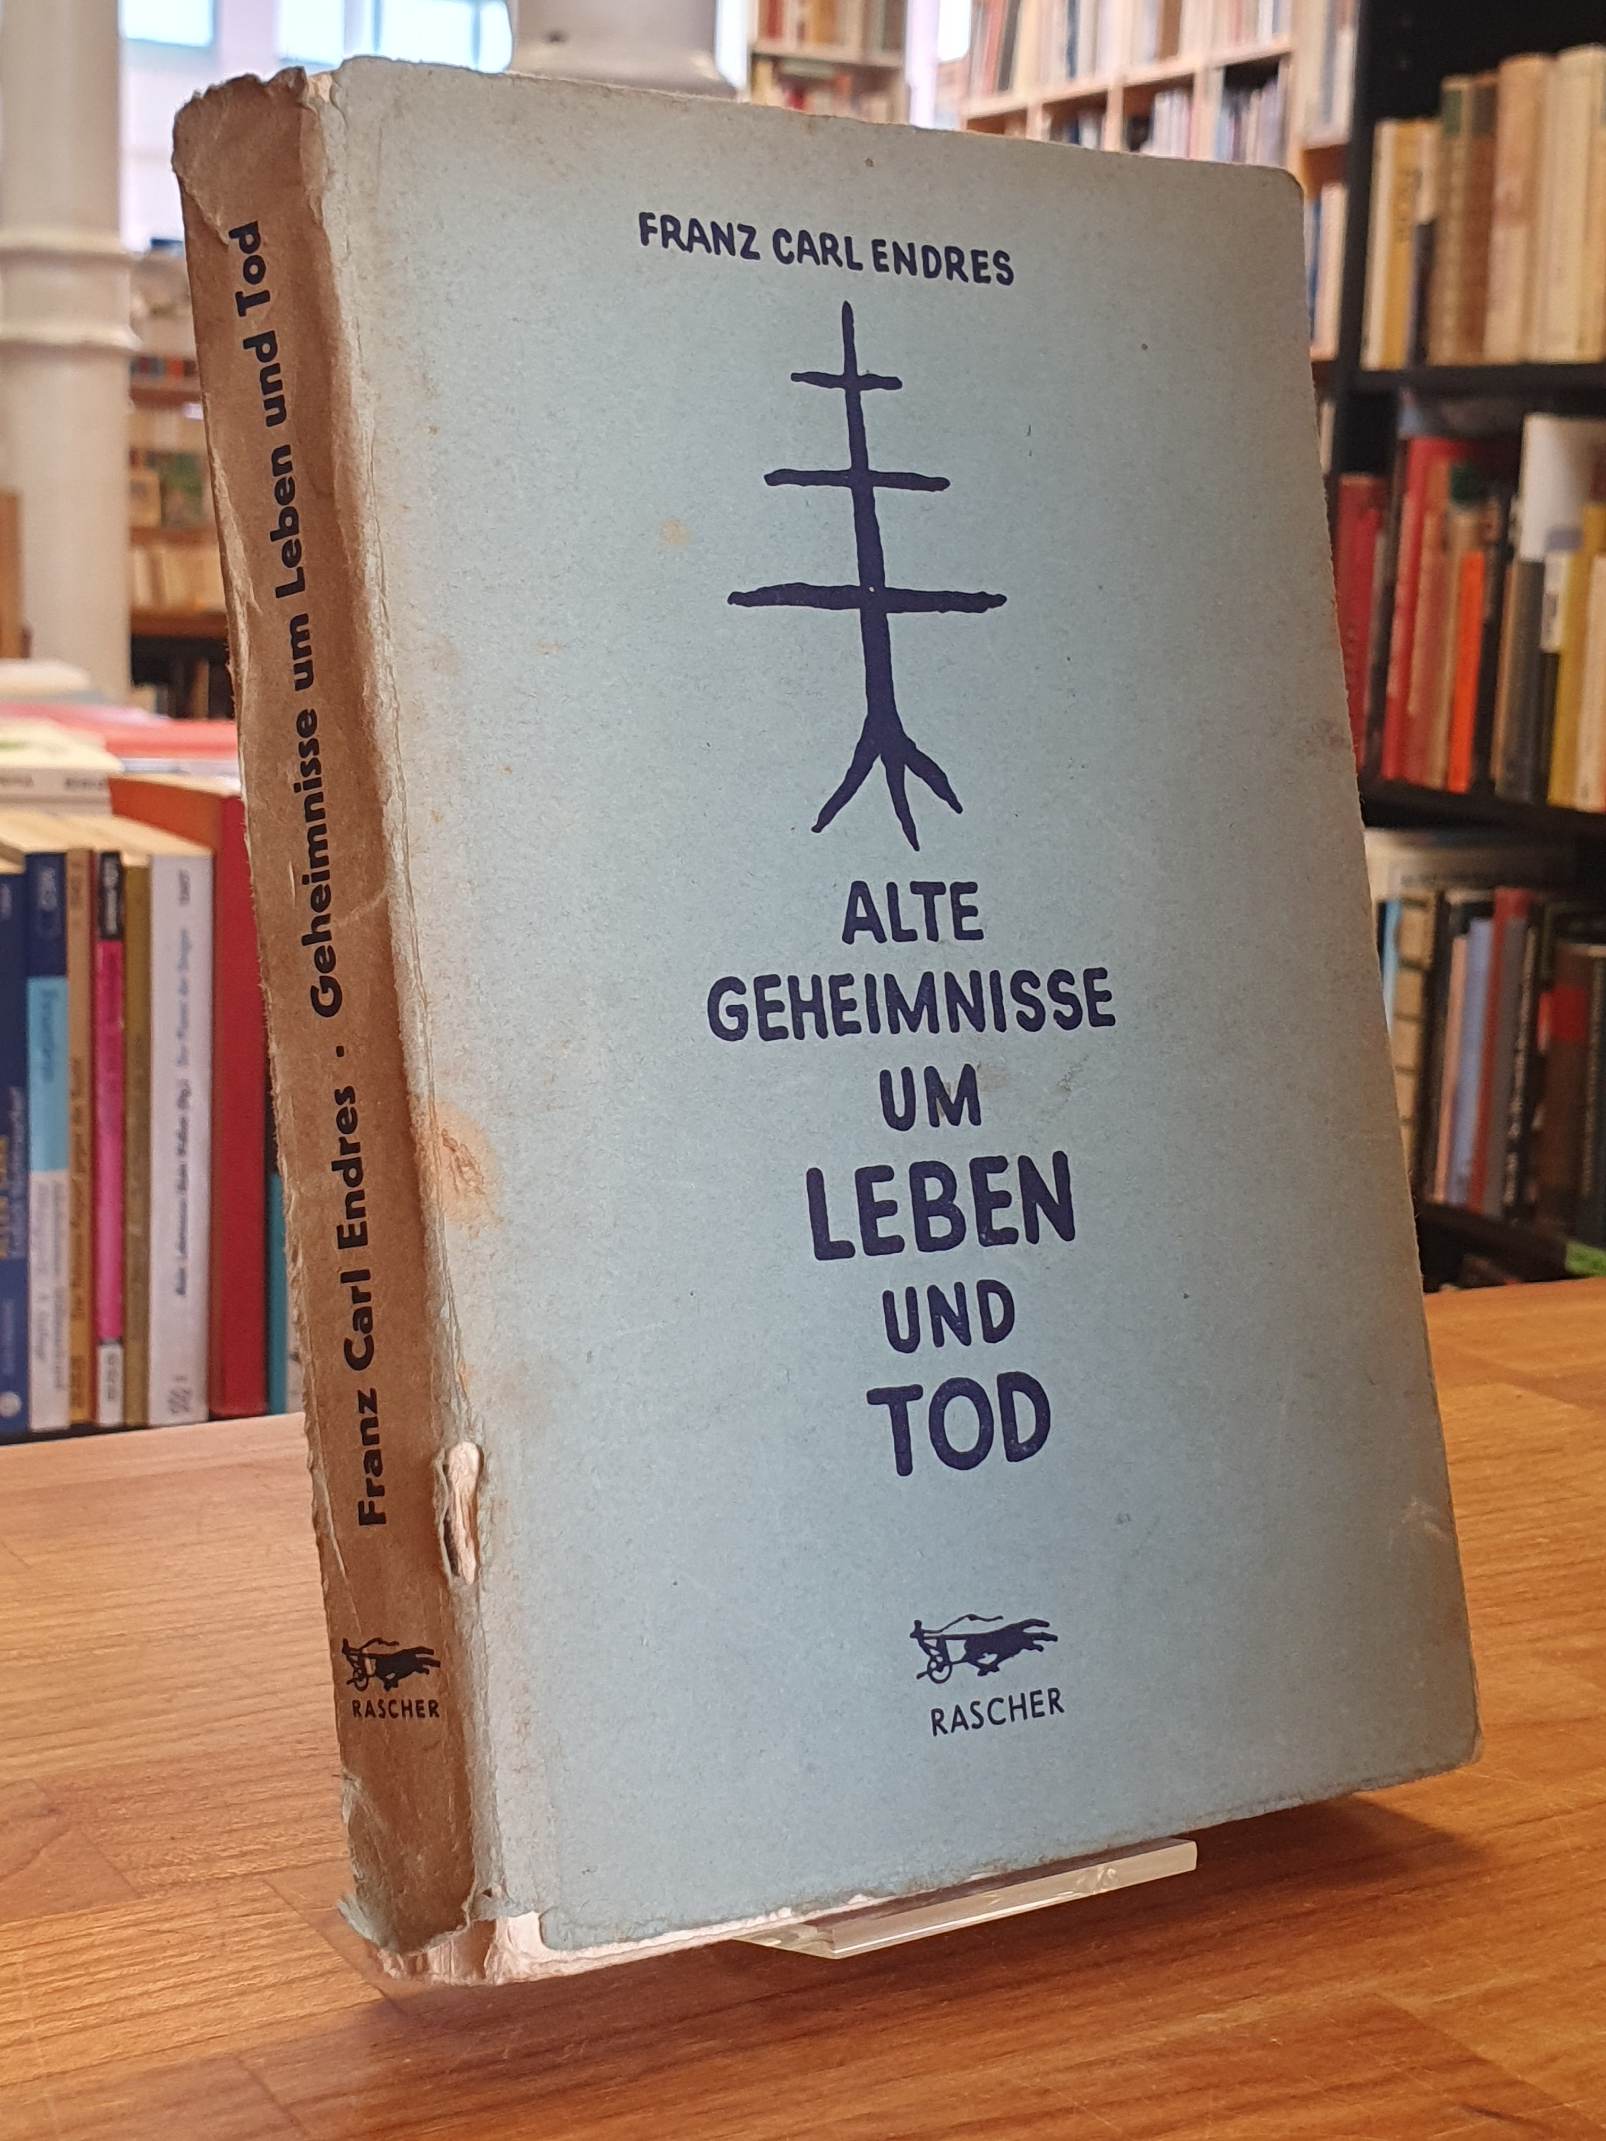 FRANZ CARL ENDRES
ALTE
GEHEIMNISSE
UM
LEBEN
UND
TOD
RASCHER
Franz Carl Endres · Geheimnisse um Leben und Tod
RASCHER